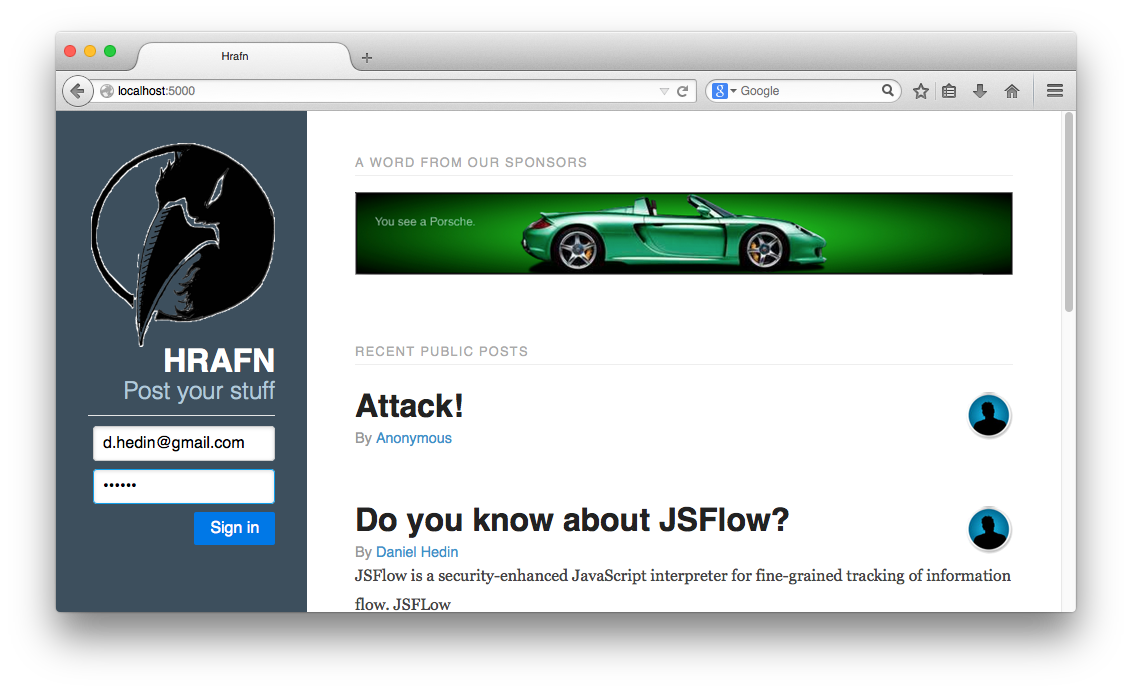 Hrafn
localhost:5000
Google
HRAFN
Post your stuff
d.hedin@gmail.com
••••••
Sign in
A WORD FROM OUR SPONSORS
You see a Porsche.
RECENT PUBLIC POSTS
Attack!
By Anonymous
Do you know about JSFlow?
By Daniel Hedin
JSFlow is a security-enhanced JavaScript interpreter for fine-grained tracking of information
flow. JSFLow